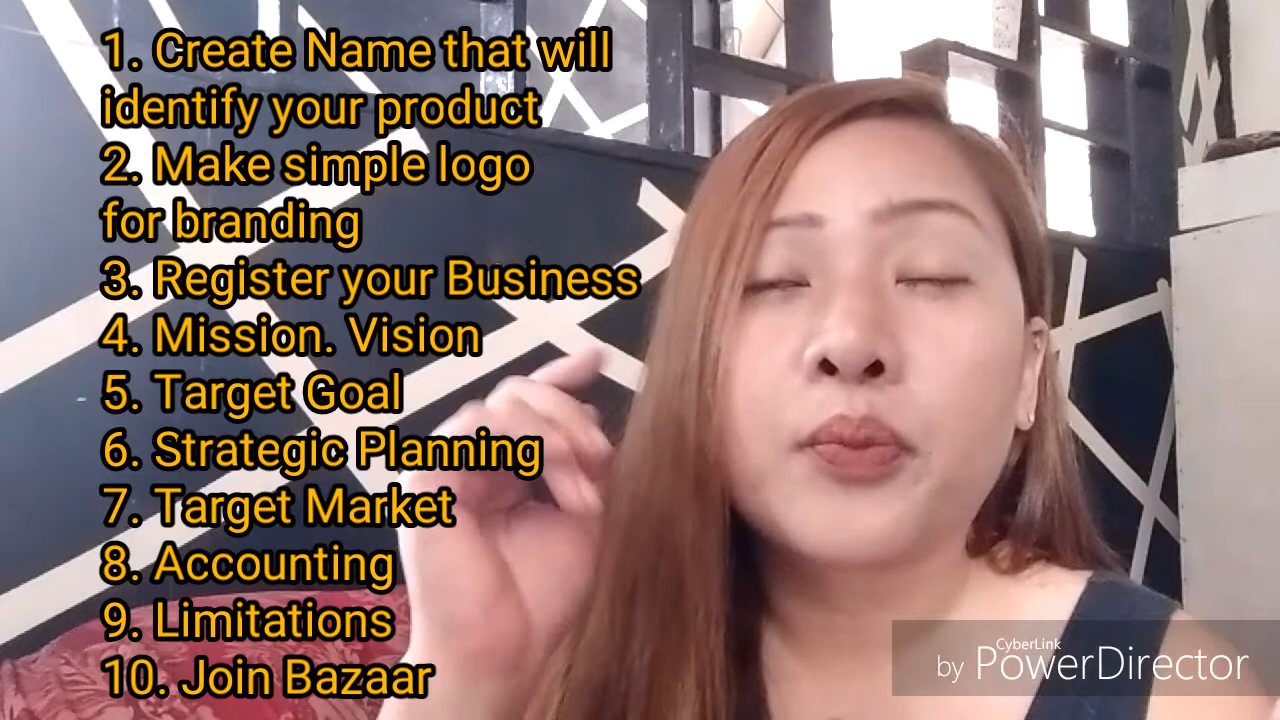 1. Create Name that will
identify your product
2. Make simple logo
for branding
3. Register your Business
4. Mission. Vision
5. Target Goal
6. Strategic Planning
7. Target Market
8. Accounting
9. Limitations
10. Join Bazaar
CyberLink
by PowerDirector